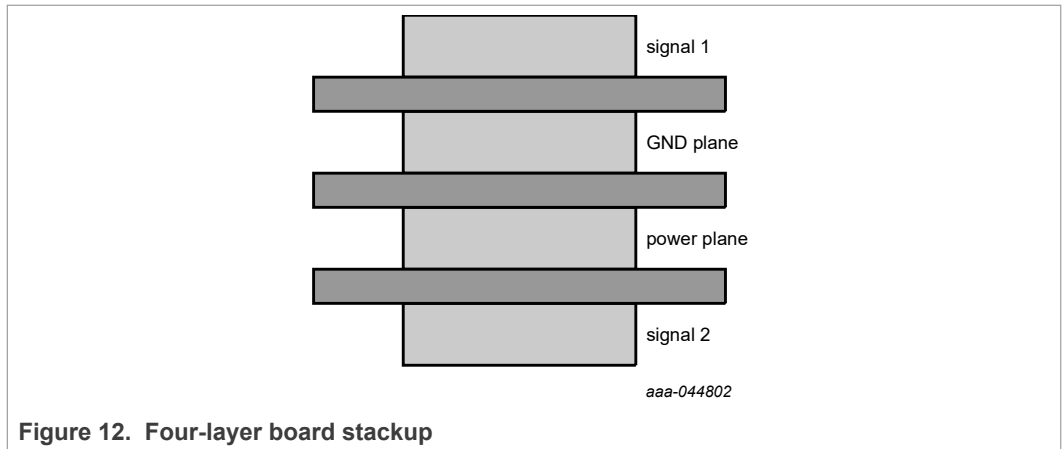 signal 1
GND plane
power plane
signal 2
aaa-044802
Figure 12. Four-layer board stackup